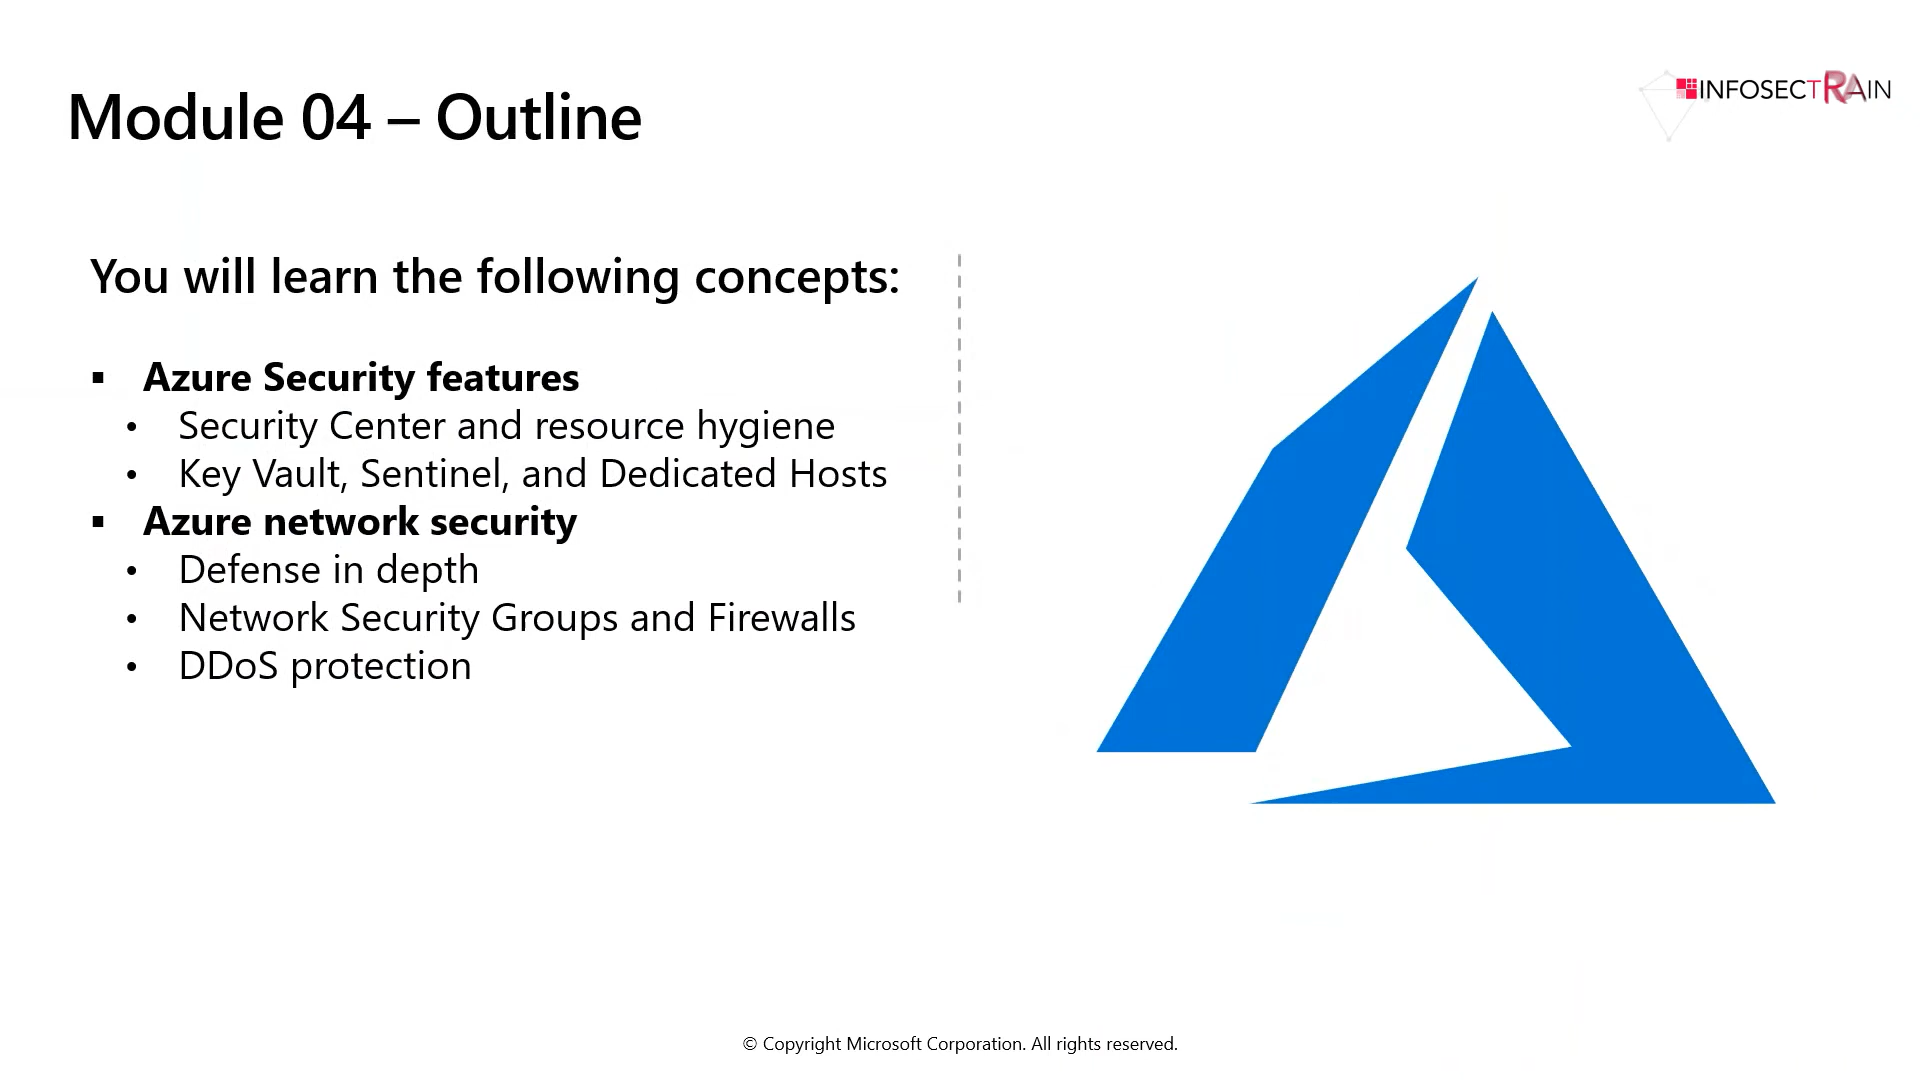 INFOSECTRAIN
Module 04 – Outline
You will learn the following concepts:
▪ Azure Security features
• Security Center and resource hygiene
• Key Vault, Sentinel, and Dedicated Hosts
▪ Azure network security
• Defense in depth
• Network Security Groups and Firewalls
• DDoS protection
© Copyright Microsoft Corporation. All rights reserved.